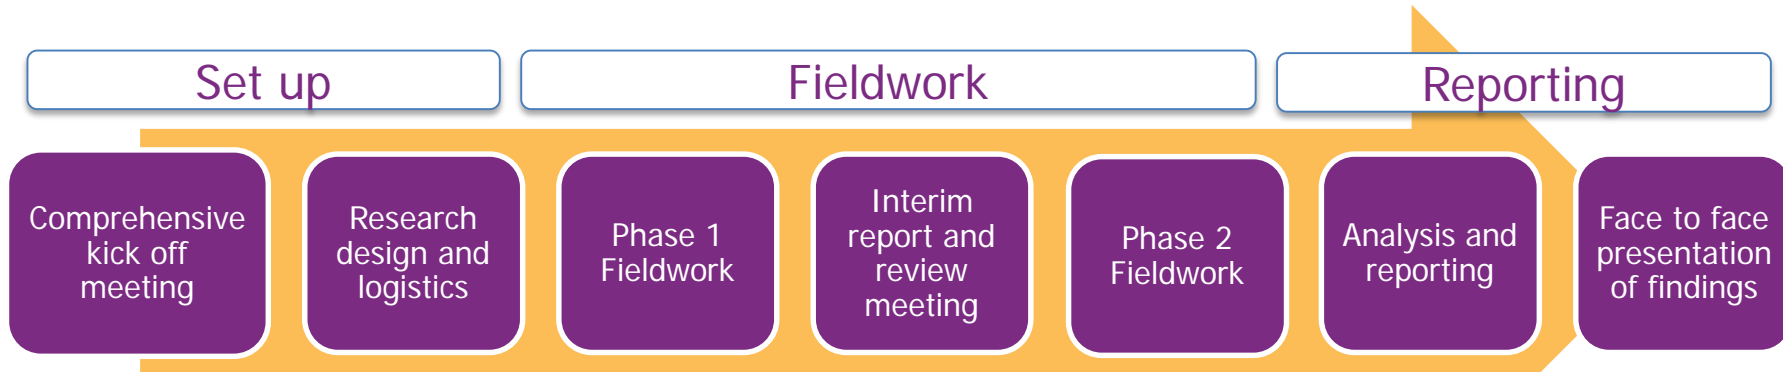 Set up
Fieldwork
Reporting
Comprehensive
kick off
meeting
Research
design and
logistics
Phase 1
Fieldwork
Interim
report and
review
meeting
Phase 2
Fieldwork
Analysis and
reporting
Face to face
presentation
of findings